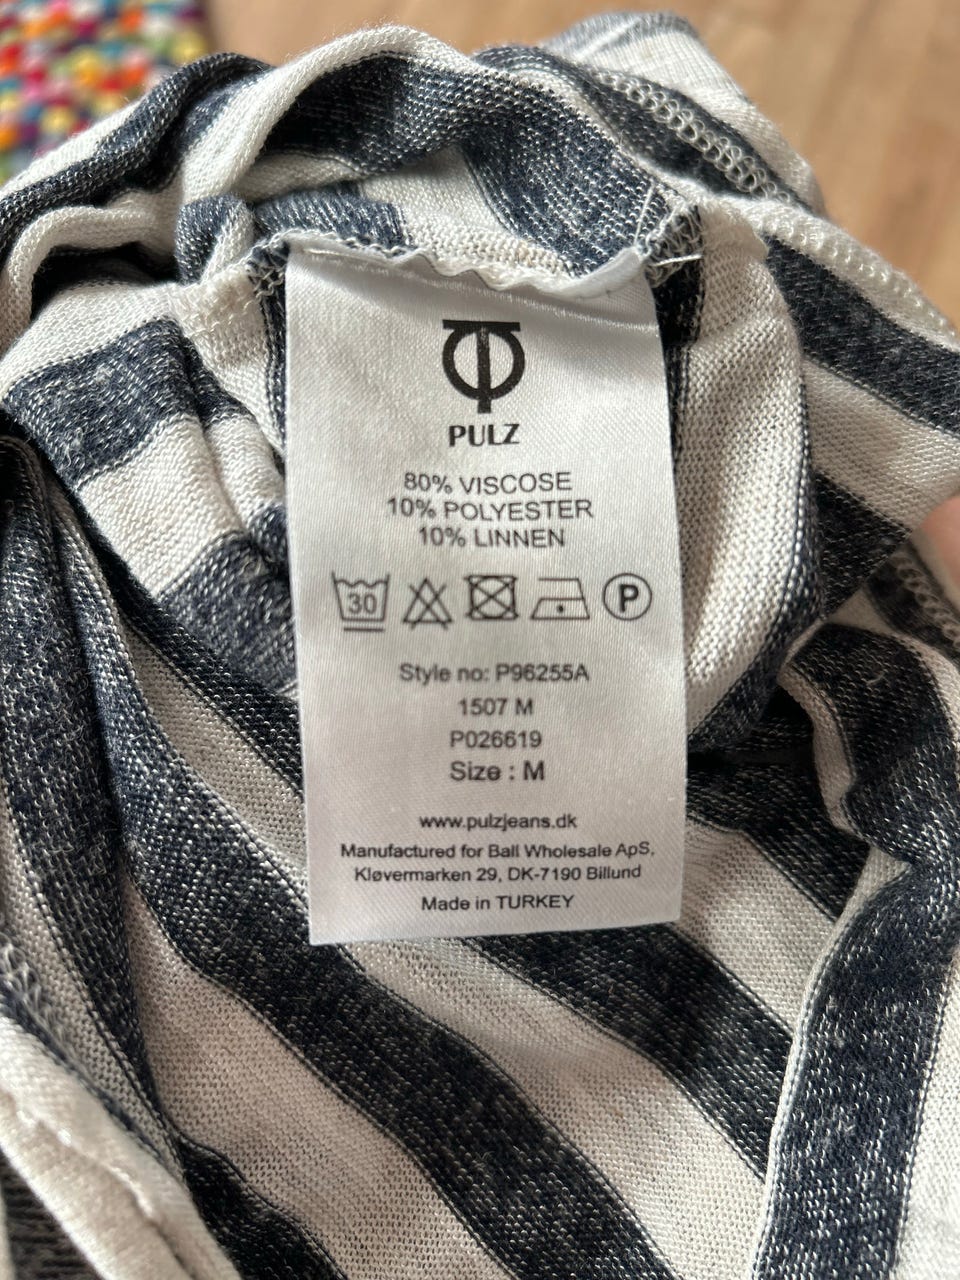 PULZ
80% VISCOSE
10% POLYESTER
10% LINNEN
30 P
Style no: P96255A
1507 M
P026619
Size : M
www.pulzjeans.dk
Manufactured for Ball Wholesale ApS.
Kløvermarken 29, DK-7190 Billund
Made in TURKEY